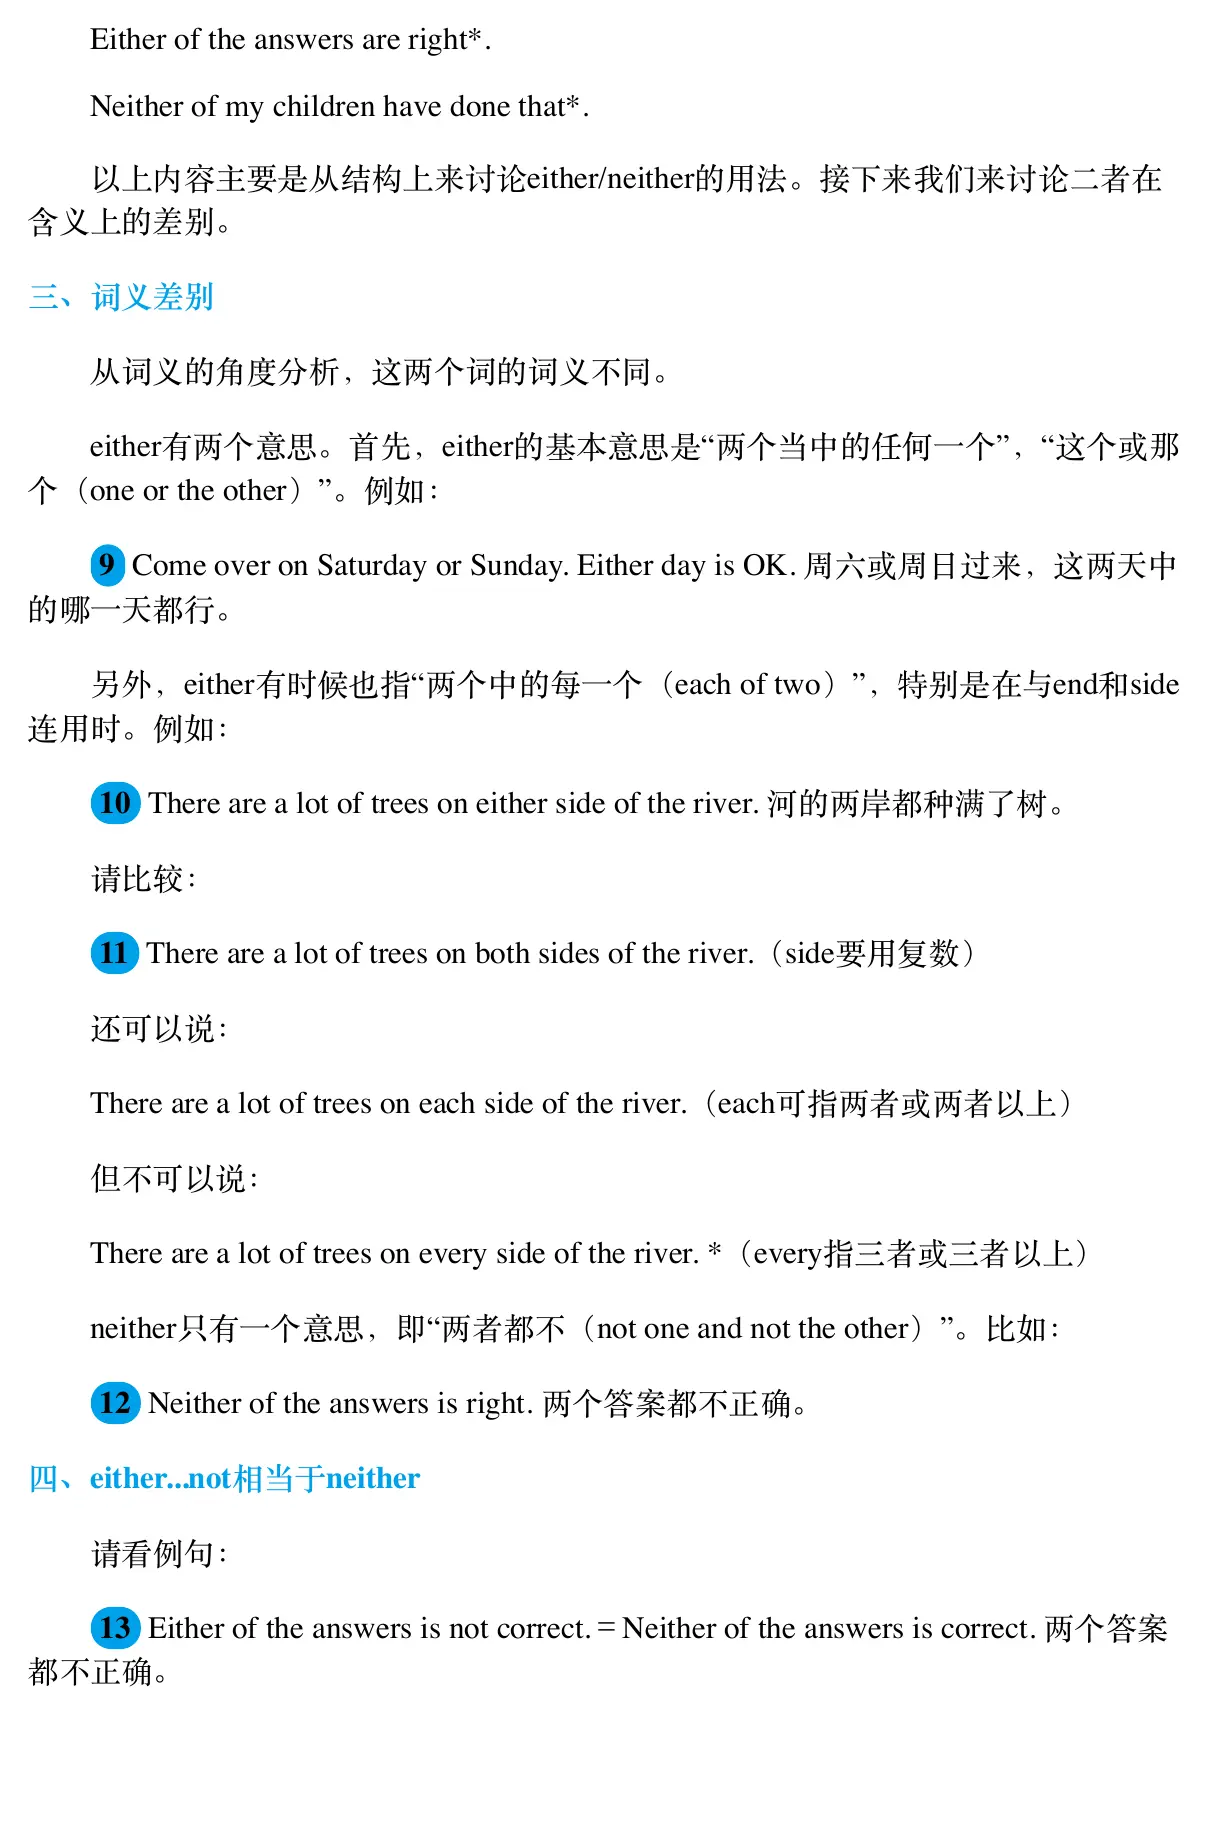 Either of the answers are right*.
Neither of my children have done that*.
以上内容主要是从结构上来讨论either/neither的用法。接下来我们来讨论二者在
含义上的差别。
三、词义差别
从词义的角度分析，这两个词的词义不同。
either有两个意思。首先，either的基本意思是“两个当中的任何一个”，“这个或那
个（one or the other）”。例如：
9 Come over on Saturday or Sunday. Either day is OK. 周六或周日过来，这两天中
的哪一天都行。
另外，either有时候也指“两个中的每一个（each of two）”，特别是在与end和side
连用时。例如：
10 There are a lot of trees on either side of the river. 河的两岸都种满了树。
请比较：
11 There are a lot of trees on both sides of the river.（side要用复数）
还可以说：
There are a lot of trees on each side of the river.（each可指两者或两者以上）
但不可以说：
There are a lot of trees on every side of the river. *（every指三者或三者以上）
neither只有一个意思，即“两者都不（not one and not the other）”。比如：
12 Neither of the answers is right. 两个答案都不正确。
四、either...not相当于neither
请看例句：
13 Either of the answers is not correct. = Neither of the answers is correct. 两个答案
都不正确。